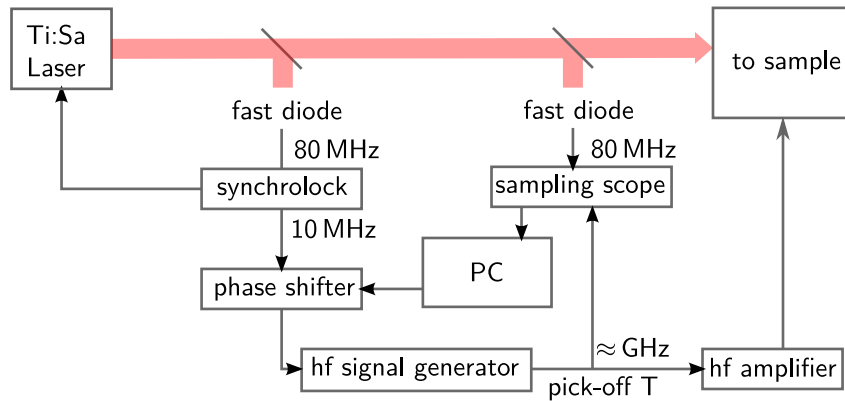 Ti:Sa
Laser
to sample
fast diode
fast diode
80 MHz
80 MHz
synchrolock
sampling scope
10 MHz
PC
phase shifter
≈ GHz
hf signal generator
hf amplifier
pick-off T